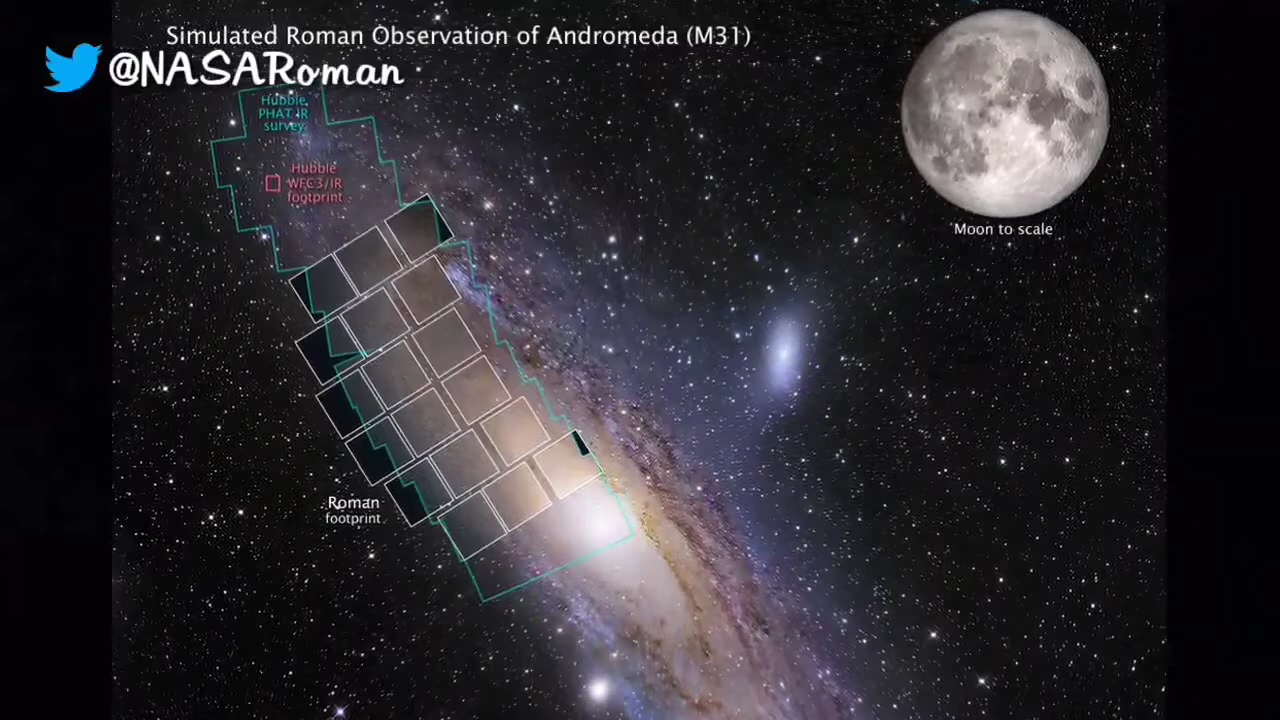 Simulated Roman Observation of Andromeda (M31)
@NASARoman
Hubble
PHAT IR
survey
Hubble
WFC3/IR
footprint
Moon to scale
Roman
footprint